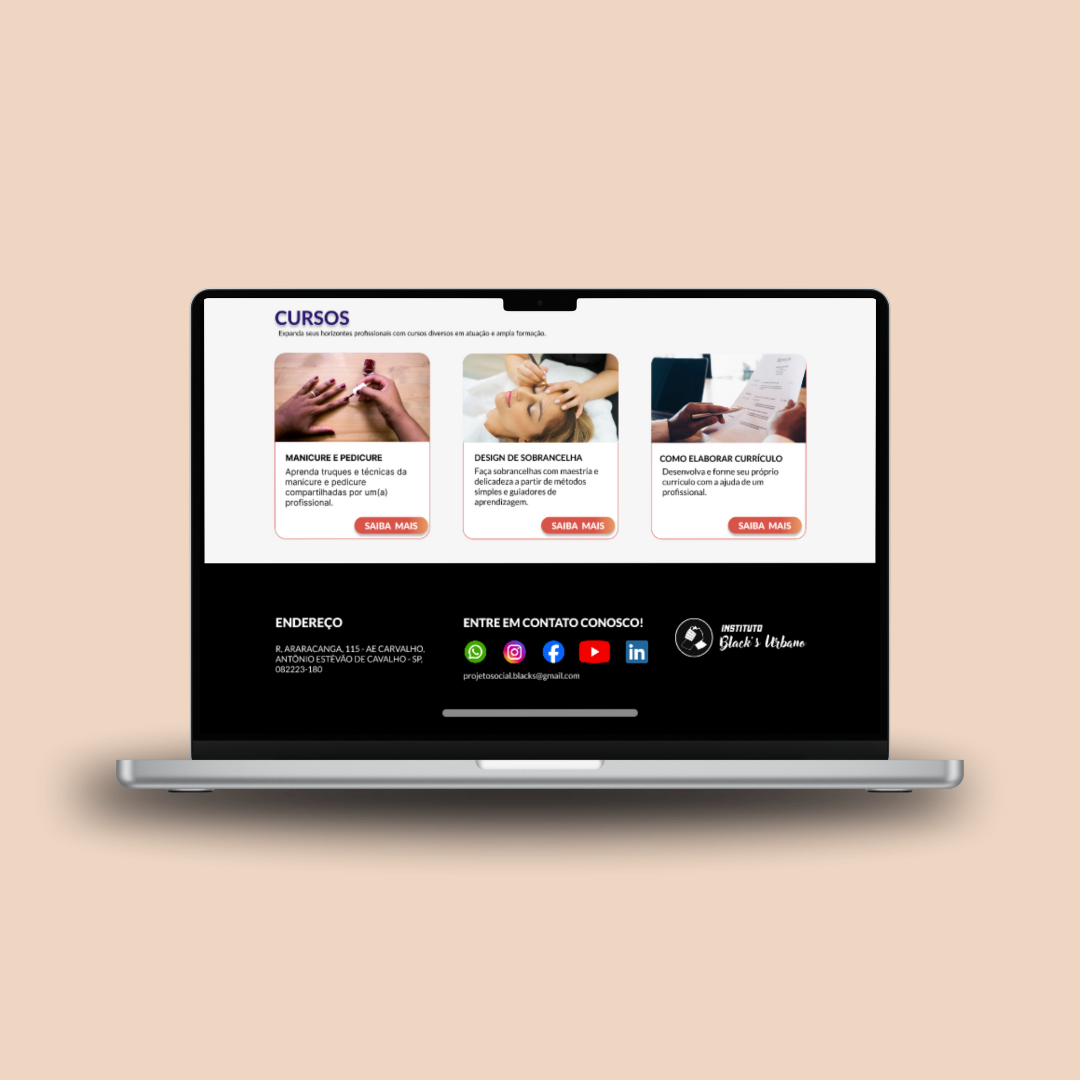 CURSOS
Expanda seus horizontes profissionais com cursos diversos em atuação e ampla formação.
MANICURE E PEDICURE
Aprenda truques e técnicas da
manicure e pedicure
compartilhadas por um(a)
profissional.
SAIBA MAIS
DESIGN DE SOBRANCELHA
Faça sobrancelhas com maestria e
delicadeza a partir de métodos
simples e guiadores de
aprendizagem.
SAIBA MAIS
COMO ELABORAR CURRÍCULO
Desenvolva e forme seu próprio
currículo com a ajuda de um
profissional.
SAIBA MAIS
ENDEREÇO
R, ARARACANGA, 115 - AE CARVALHO,
ANTÔNIO ESTÉVÃO DE CAVALHO - SP,
082223-180
ENTRE EM CONTATO CONOSCO!
in
projetosocial.blacks@gmail.com
INSTITUTO
Black's Urbano